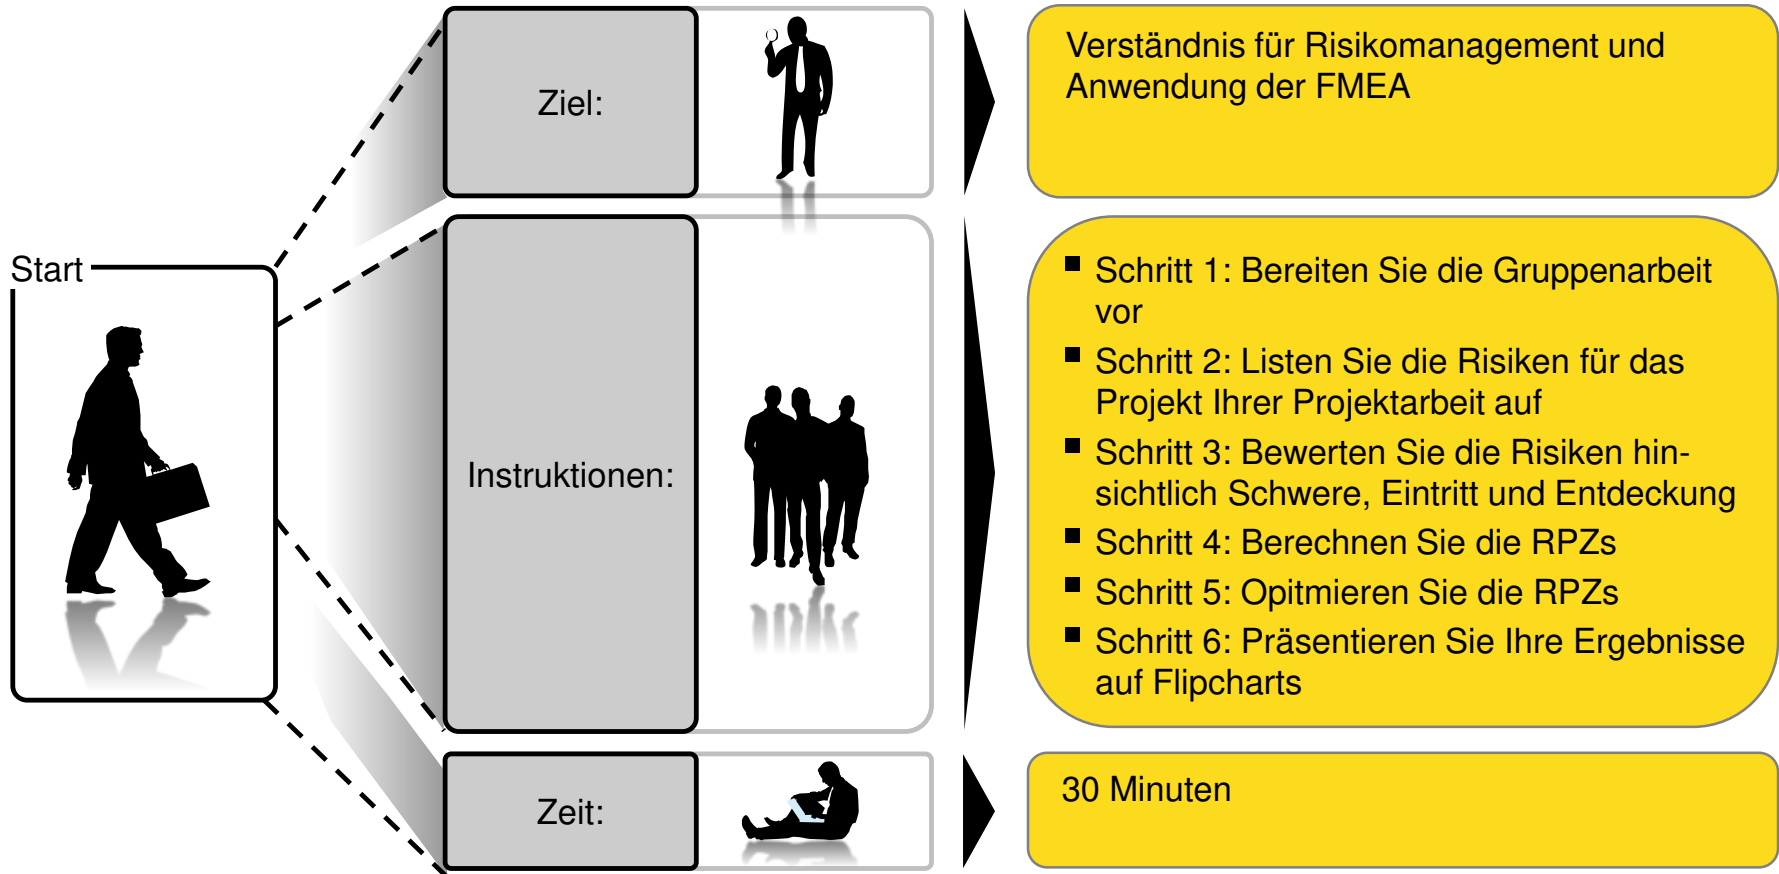 Start
Ziel:
Verständnis für Risikomanagement und
Anwendung der FMEA
Instruktionen:
Schritt 1: Bereiten Sie die Gruppenarbeit
vor
Schritt 2: Listen Sie die Risiken für das
Projekt Ihrer Projektarbeit auf
Schritt 3: Bewerten Sie die Risiken hin-
sichtlich Schwere, Eintritt und Entdeckung
Schritt 4: Berechnen Sie die RPZs
Schritt 5: Opitmieren Sie die RPZs
Schritt 6: Präsentieren Sie Ihre Ergebnisse
auf Flipcharts
Zeit:
30 Minuten